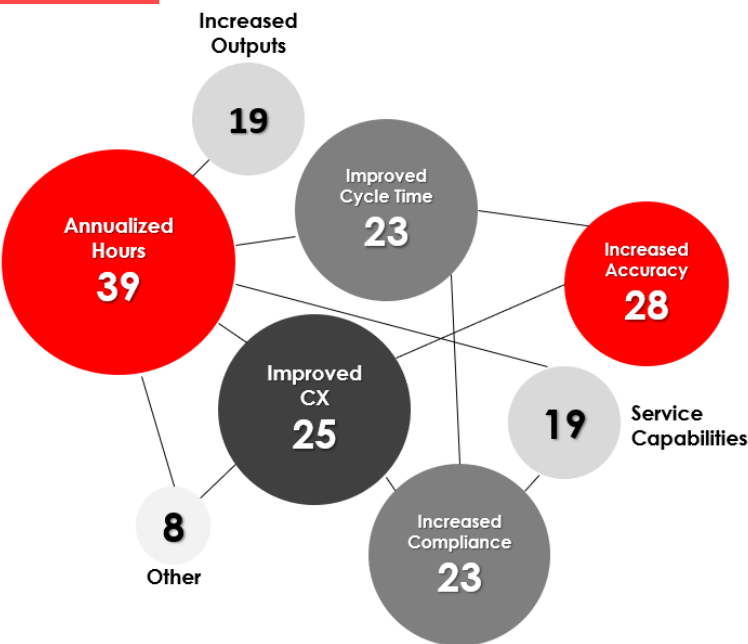 Increased
Outputs
19
Improved
Cycle Time
23
Annualized
Hours
39
Increased
Accuracy
28
Improved
CX
25
19
Service
Capabilities
8
Other
Increased
Compliance
23